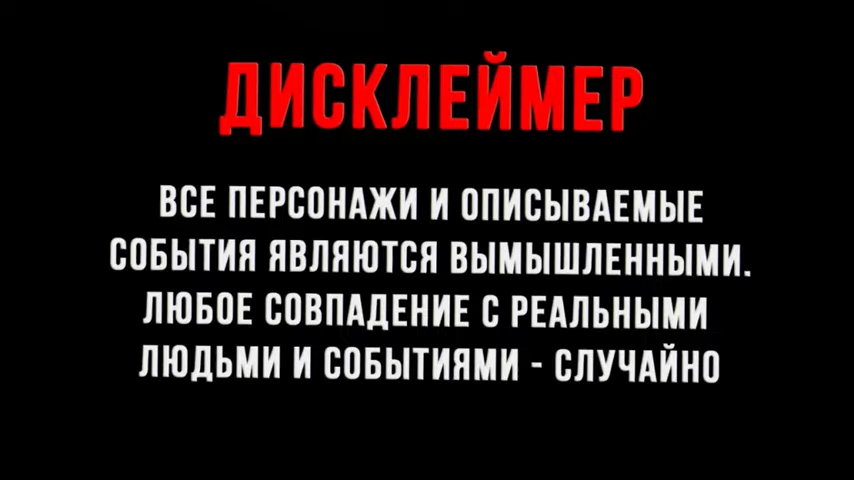 ДИСКЛЕЙМЕР
ВСЕ ПЕРСОНАЖИ И ОПИСЫВАЕМЫЕ
СОБЫТИЯ ЯВЛЯЮТСЯ ВЫМЫШЛЕННЫМИ.
ЛЮБОЕ СОВПАДЕНИЕ С РЕАЛЬНЫМИ
ЛЮДЬМИ И СОБЫТИЯМИ - СЛУЧАЙНО